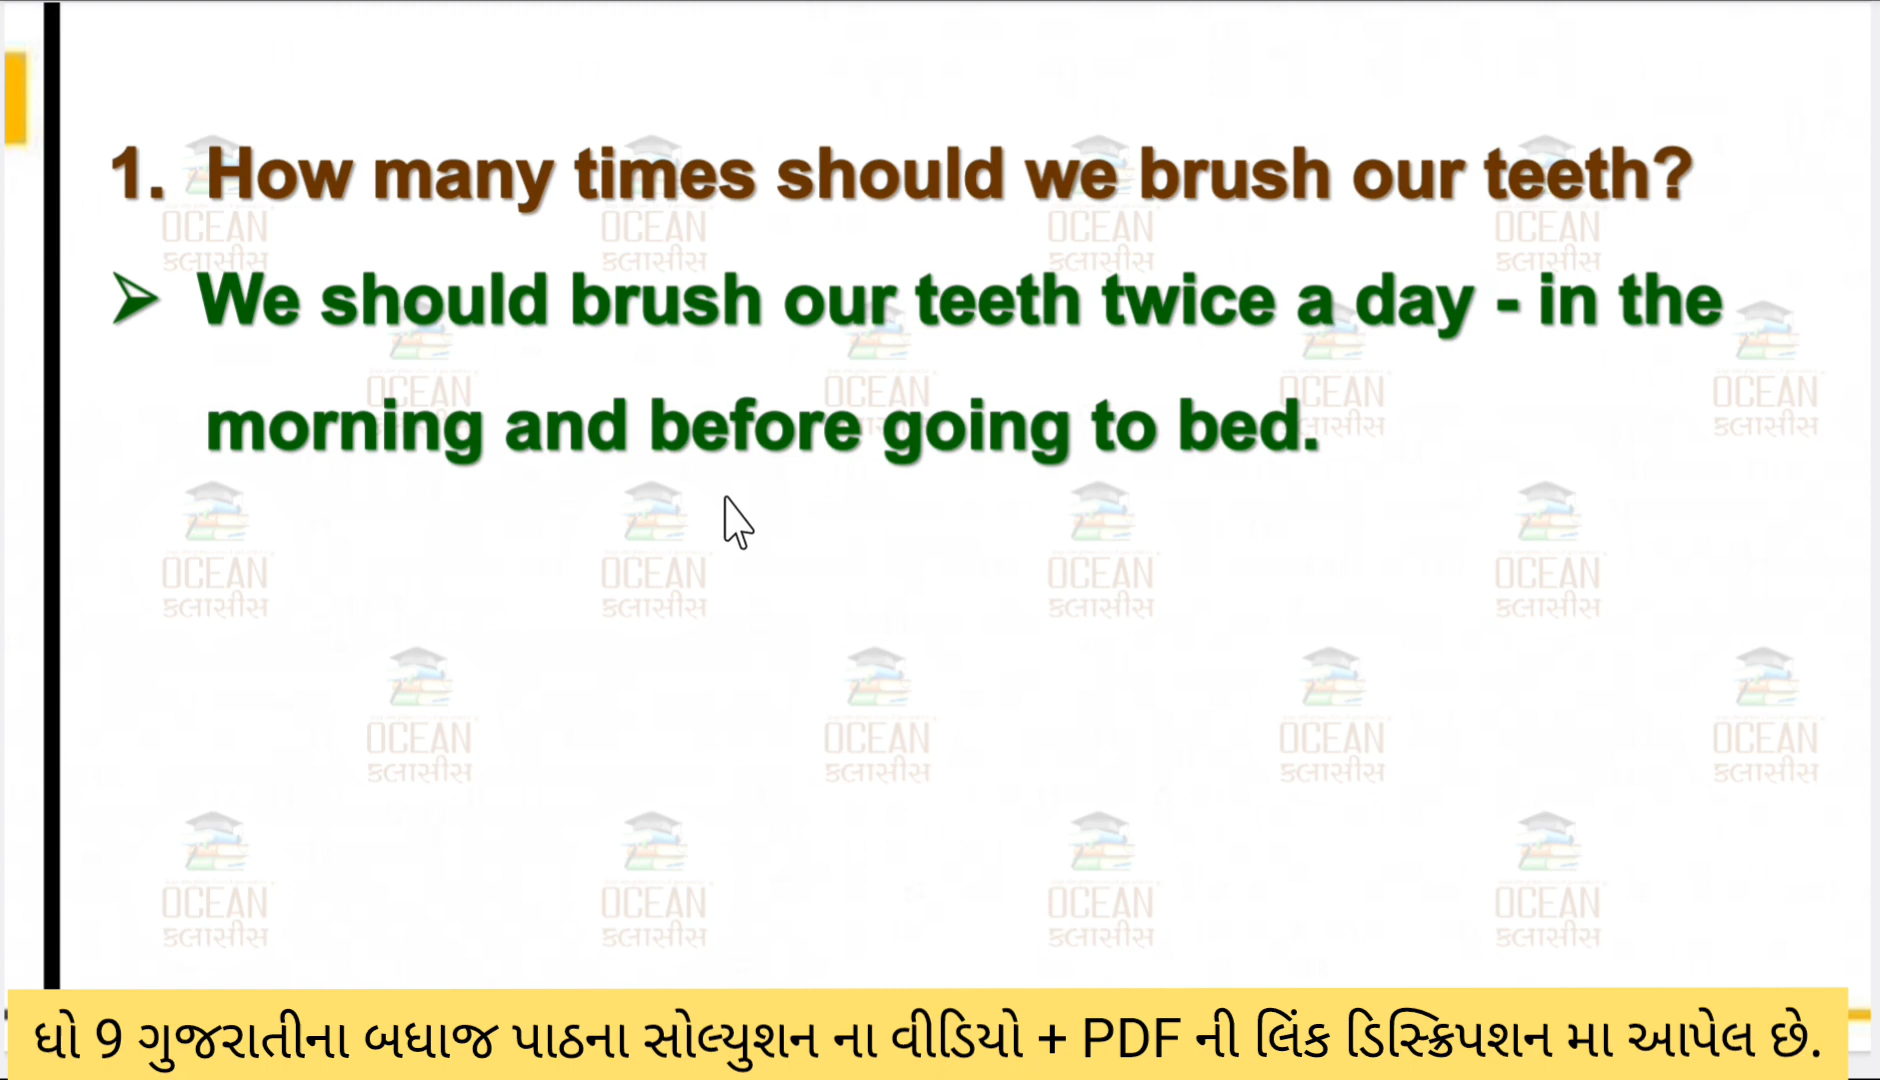 1. How many times should we brush our teeth?
➢ We should brush our teeth twice a day - in the
morning and before going to bed.
OCEAN
ક્લાસીસ
ધો 9 ગુજરાતીના બધાજ પાઠના સોલ્યુશન ના વીડિયો + PDF ની લિંક ડિસ્ક્રિપશન મા આપેલ છે.